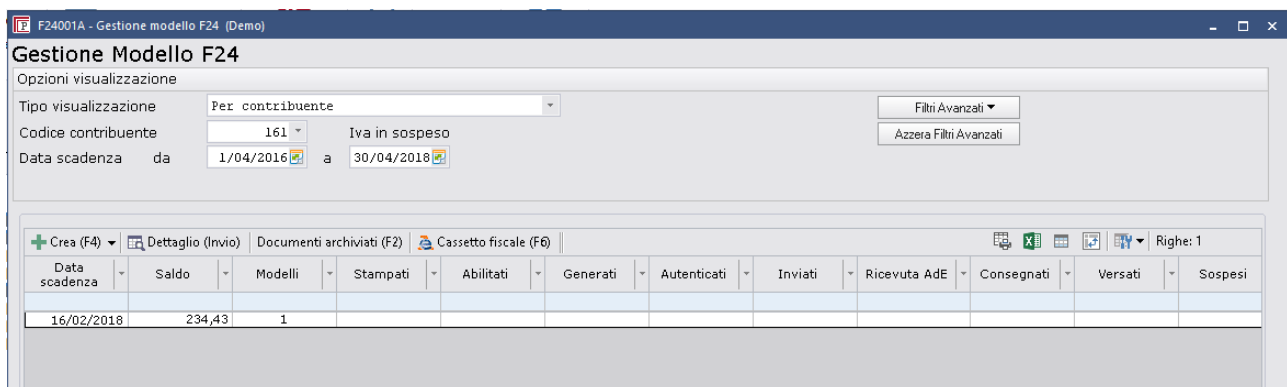 F24001A - Gestione modello F24 (Demo)
Gestione Modello F24
Opzioni visualizzazione
Tipo visualizzazione Per contribuente Filtri Avanzati
Codice contribuente 161 Iva in sospeso Azzera Filtri Avanzati
Data scadenza da 1/04/2016 a 30/04/2018
Crea (F4) Dettaglio (Invio) Documenti archiviati (F2) Cassetto fiscale (F6) Righe: 1
Data scadenza Saldo Modelli Stampati Abilitati Generati Autenticati Inviati Ricevuta AdE Consegnati Versati Sospesi
16/02/2018 234,43 1